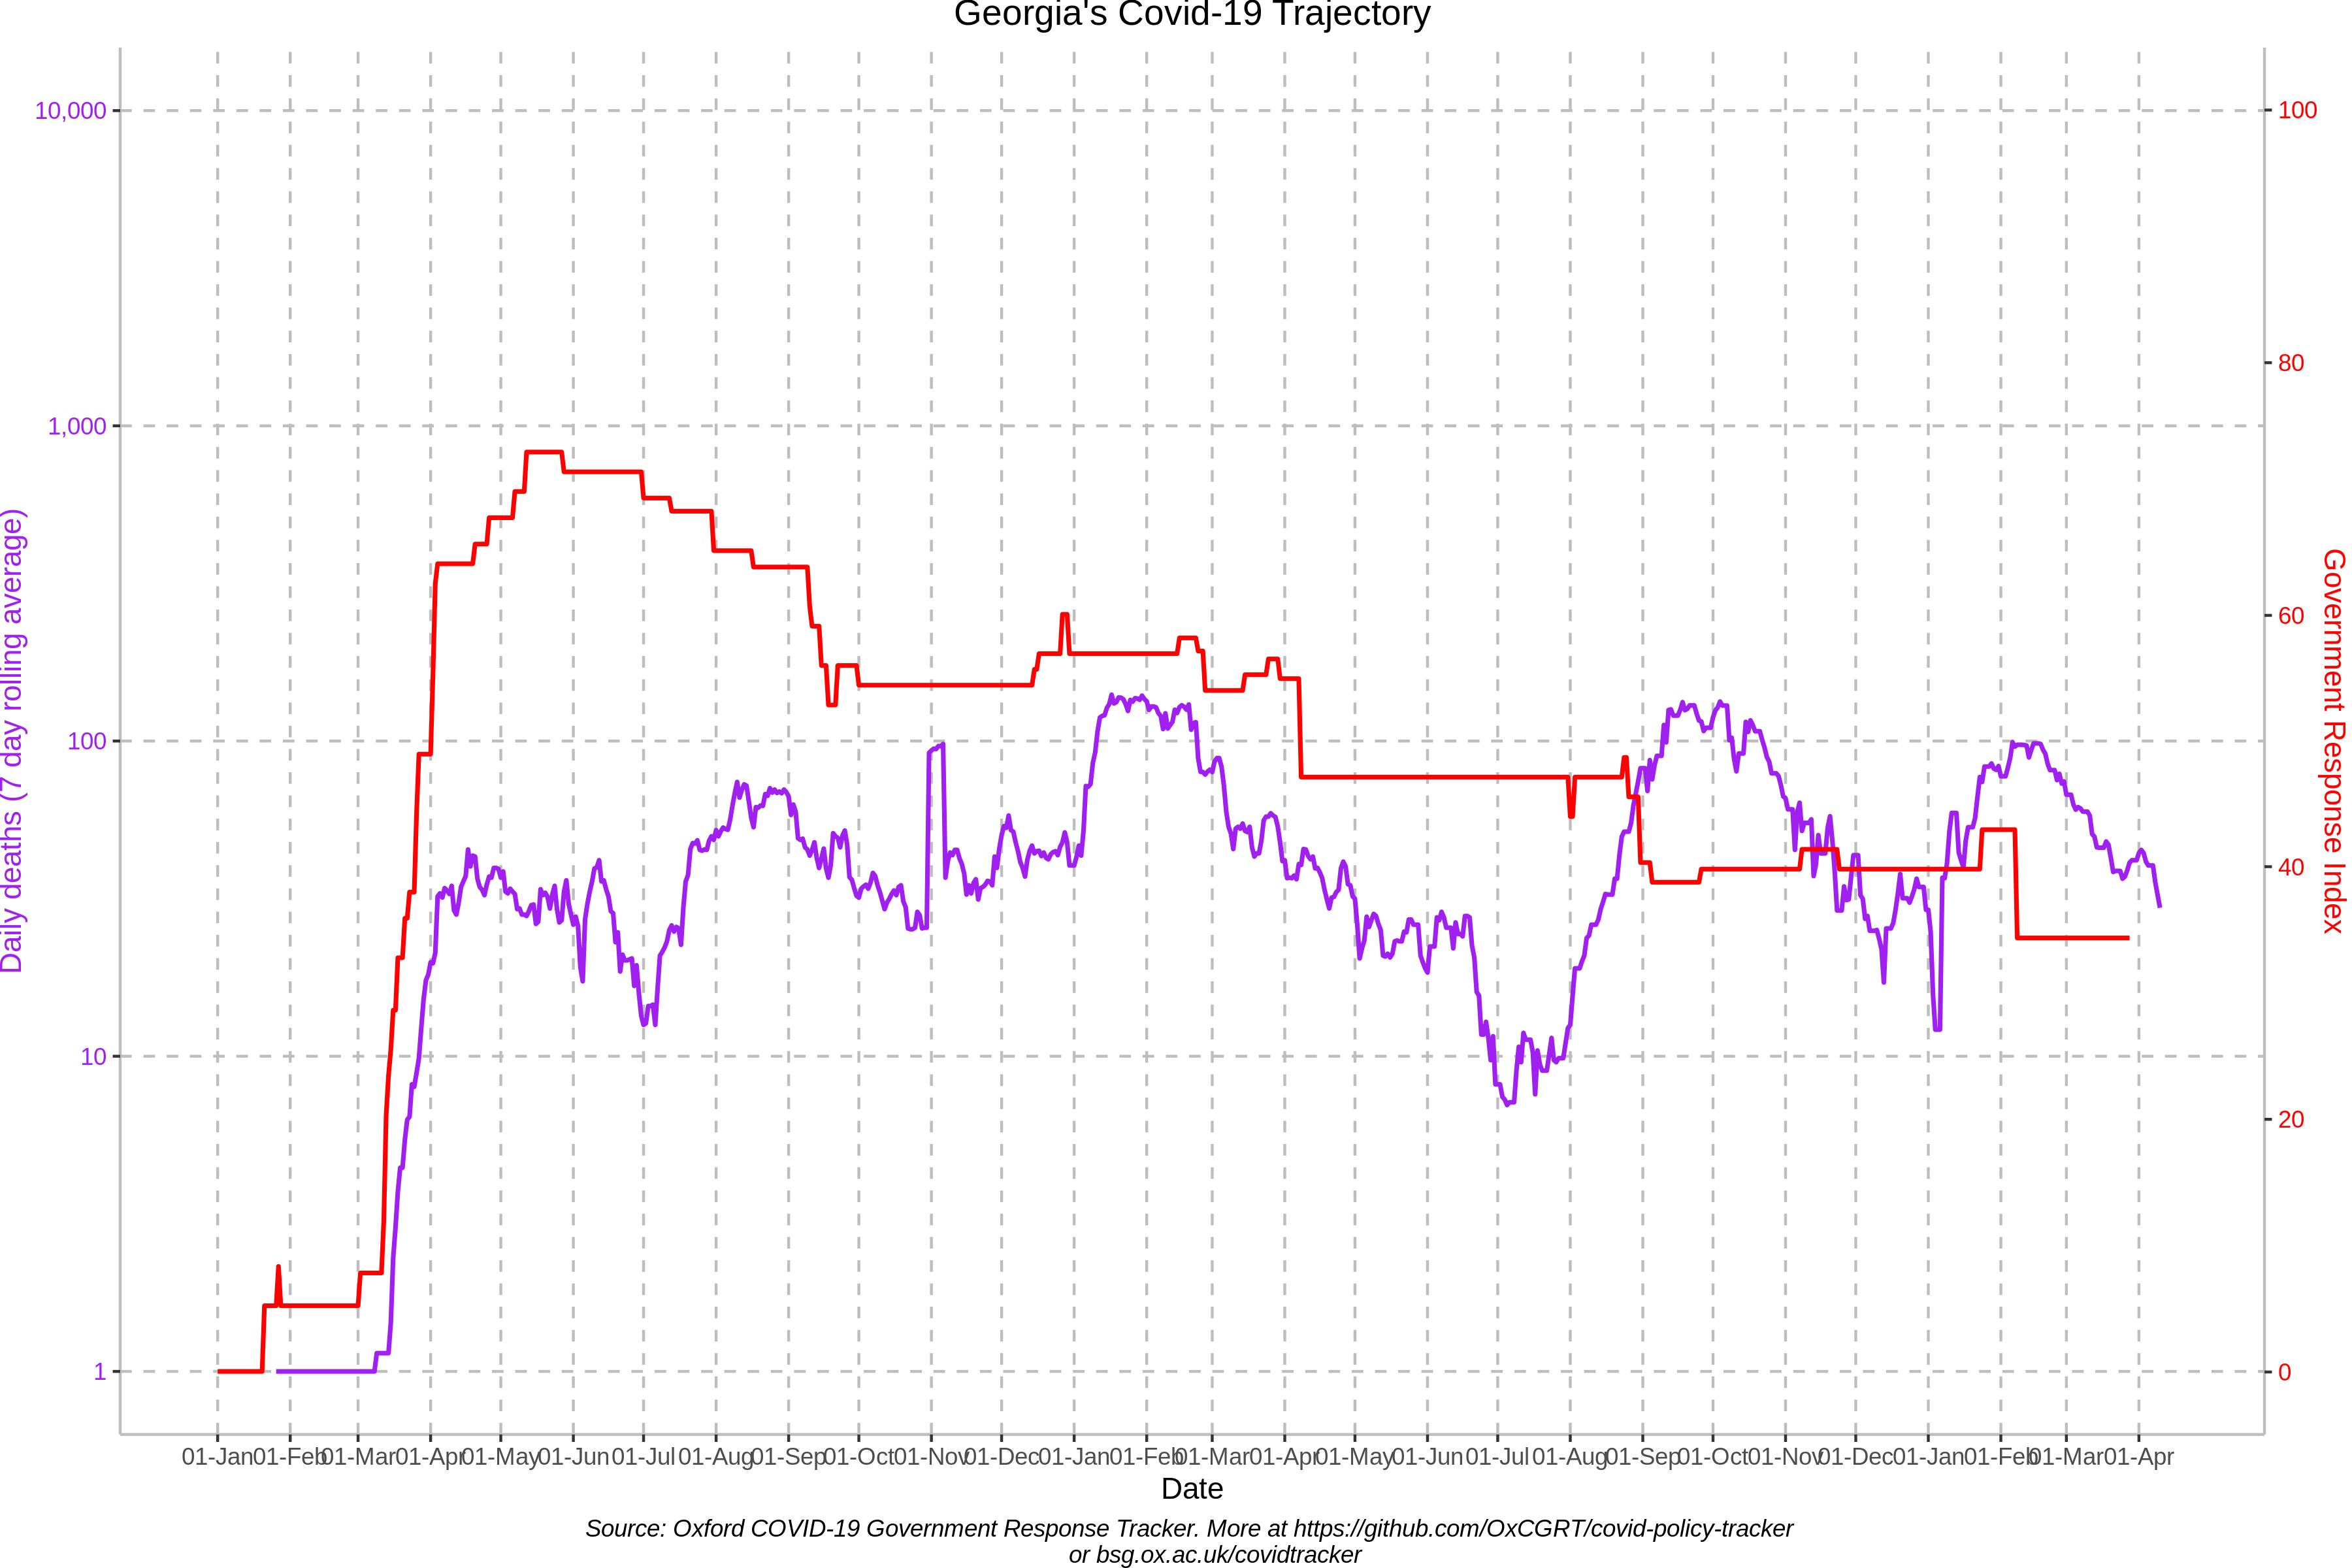 Georgia's Covid-19 Trajectory
10,000
1,000
100
10
1
Daily deaths (7 day rolling average)
100
80
60
40
20
0
Government Response Index
01-Jan 01-Feb 01-Mar 01-Apr 01-May 01-Jun 01-Jul 01-Aug 01-Sep 01-Oct 01-Nov 01-Dec 01-Jan 01-Feb 01-Mar 01-Apr 01-May 01-Jun 01-Jul 01-Aug 01-Sep 01-Oct 01-Nov 01-Dec 01-Jan 01-Feb 01-Mar 01-Apr
Date
Source: Oxford COVID-19 Government Response Tracker. More at https://github.com/OxCGRT/covid-policy-tracker
or bsg.ox.ac.uk/covidtracker